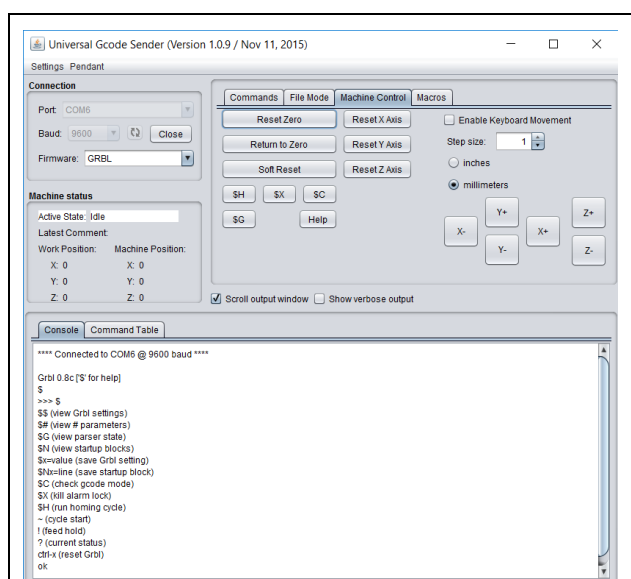 Universal Gcode Sender (Version 1.0.9 / Nov 11, 2015)
Settings Pendant
Connection
Port: COM6
Baud: 9600 Close
Firmware: GRBL
Machine status
Active State: Idle
Latest Comment:
Work Position: Machine Position:
X: 0 X: 0
Y: 0 Y: 0
Z: 0 Z: 0
Commands File Mode Machine Control Macros
Reset Zero Reset X Axis
Return to Zero Reset Y Axis
Soft Reset Reset Z Axis
$H $X $C
$G Help
Enable Keyboard Movement
Step size: 1
inches
millimeters
Y+ Z+
X- X+
Y- Z-
Scroll output window Show verbose output
Console Command Table
**** Connected to COM6 @ 9600 baud ****
Grbl 0.8c ['$' for help]
$
>>> $
$$ (view Grbl settings)
$# (view # parameters)
$G (view parser state)
$N (view startup blocks)
$x=value (save Grbl setting)
$Nx=line (save startup block)
$C (check gcode mode)
$X (kill alarm lock)
$H (run homing cycle)
~ (cycle start)
! (feed hold)
? (current status)
ctrl-x (reset Grbl)
ok